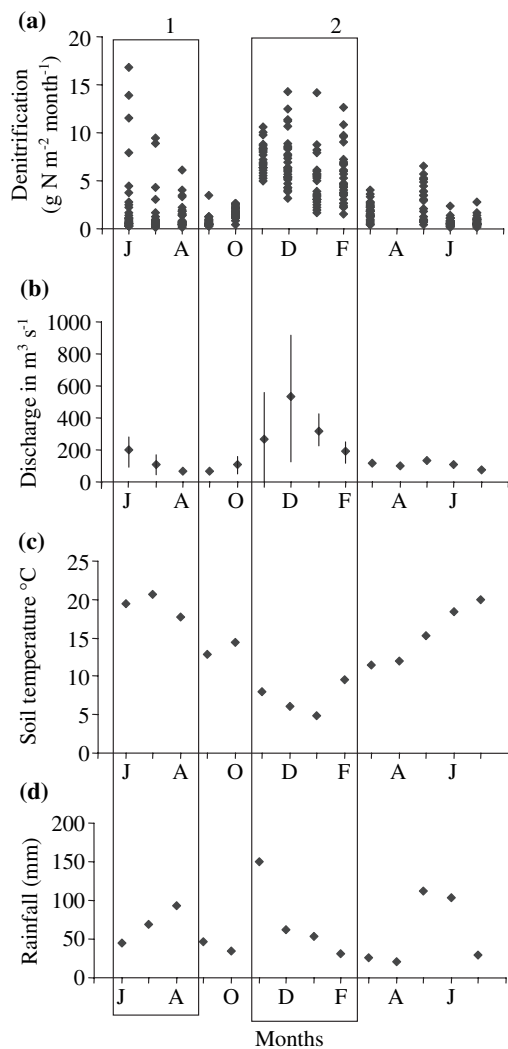 (a)
1
2
Denitrification
(g N m⁻² month⁻¹)
20
15
10
5
0
J
A
O
D
F
A
J
(b)
Discharge in m³ s⁻¹
1000
800
600
400
200
0
J
A
O
D
F
A
J
(c)
Soil temperature °C
25
20
15
10
5
0
J
A
O
D
F
A
J
(d)
Rainfall (mm)
200
150
100
50
0
J
A
O
D
F
A
J
Months